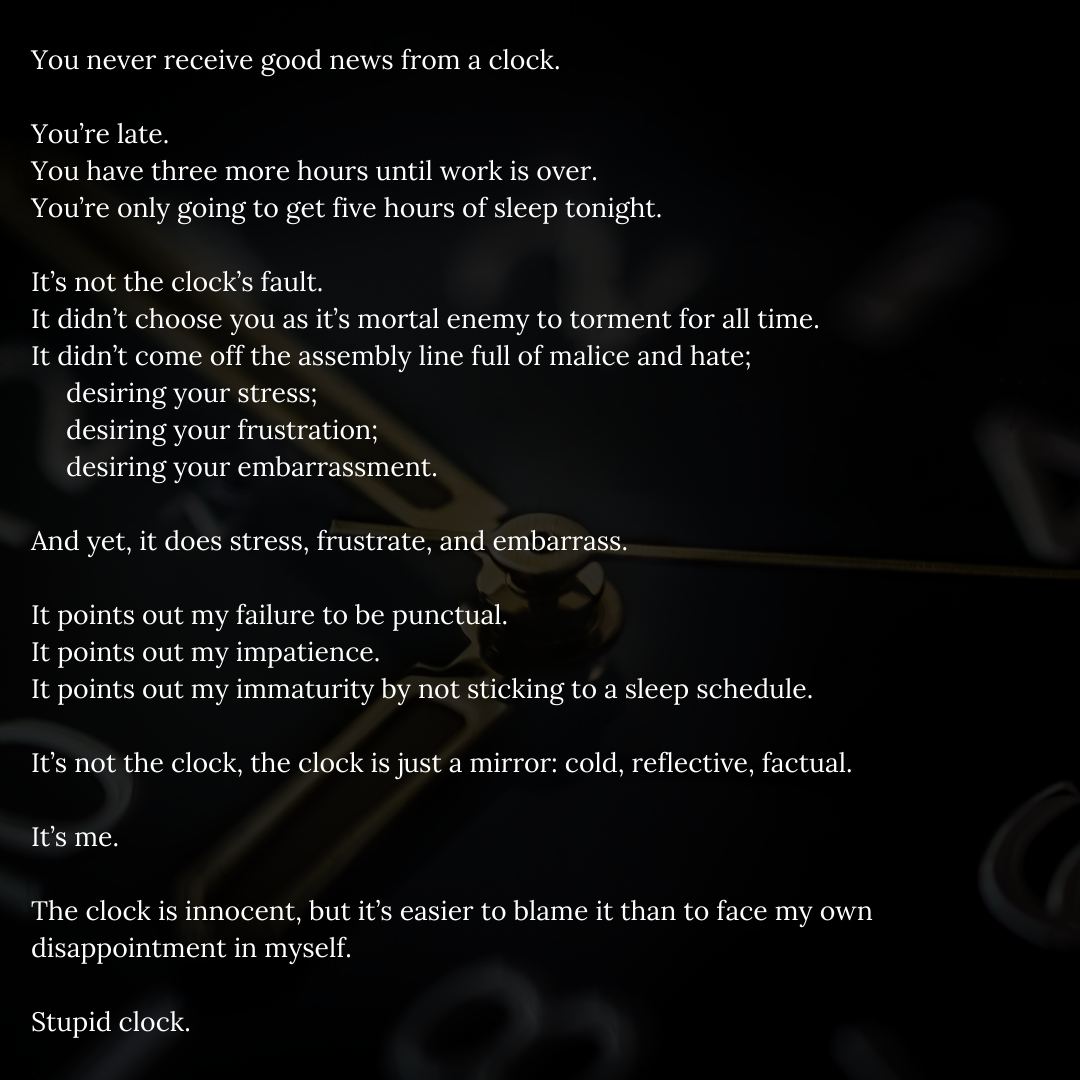 You never receive good news from a clock.
You’re late.
You have three more hours until work is over.
You’re only going to get five hours of sleep tonight.
It’s not the clock’s fault.
It didn’t choose you as it’s mortal enemy to torment for all time.
It didn’t come off the assembly line full of malice and hate;
desiring your stress;
desiring your frustration;
desiring your embarrassment.
And yet, it does stress, frustrate, and embarrass.
It points out my failure to be punctual.
It points out my impatience.
It points out my immaturity by not sticking to a sleep schedule.
It’s not the clock, the clock is just a mirror: cold, reflective, factual.
It’s me.
The clock is innocent, but it’s easier to blame it than to face my own
disappointment in myself.
Stupid clock.